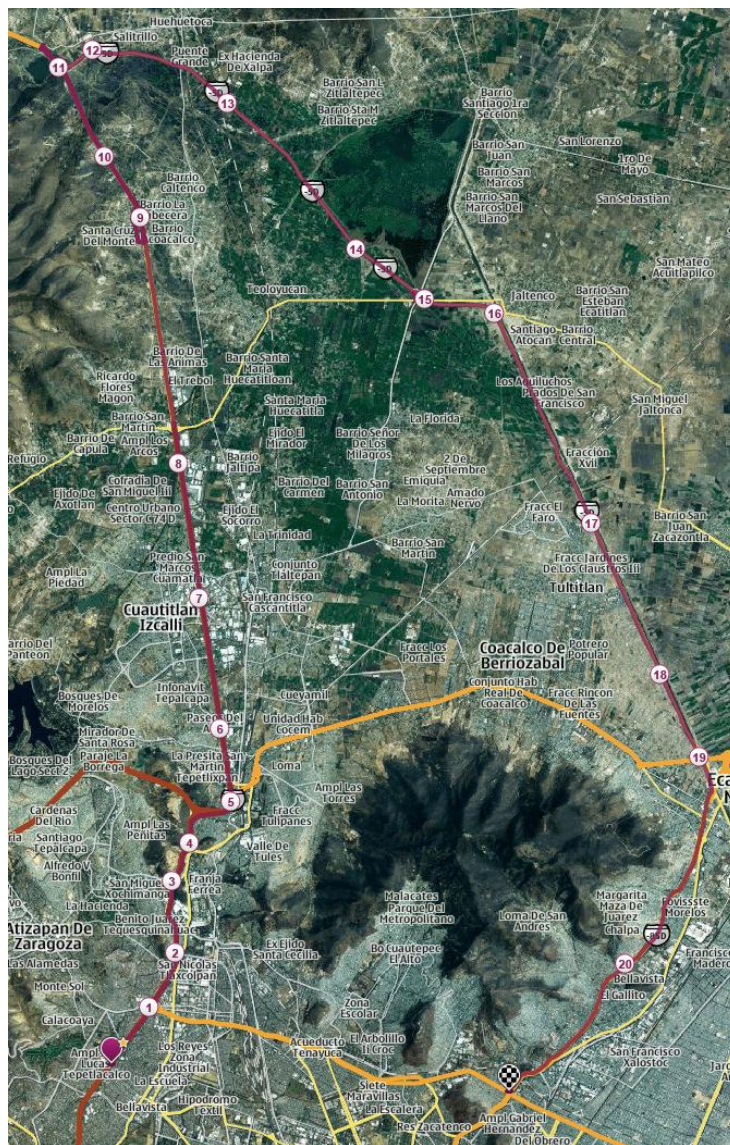 Huehuetoca
Salitrillo
12
11
Puente
Grande
Ex Hacienda
De Xalpa
13
Barrio San L
Zitlaltepec
Barrio Sta M
Zitlaltepec
Barrio
Santiago 1ra
Seccion
Barrio San
Juan
San Lorenzo
1ro De
Mayo
10
Barrio
Caltenco
Barrio San
Marcos
San Sebastian
Barrio San
Marcos Del
Llano
9
Barrio La
Santa Cruz
Del Monte
Barrio
14
San Mateo
Acuitlapilco
Teoloyucan
15
Jaltenco
Barrio San
Esteban
Ecatitlan
16
Santiago
Atocan
Barrio
Central
Barrio De
Las Animas
Barrio Santa
Maria
Huecatitloan
El Trebol
Ricardo
Flores
Magon
Los Aguiluchos
Prados De San
Francisco
San Miguel
Jaltonca
Santa Maria
Huecatitla
La Florida
Barrio San
Martin
Ampl Los
Arcos
Barrio De
Capula
Refugio
Ejido El
Mirador
Barrio Señor
De Los
Milagros
8
Barrio
Jaltipa
2 De
Septiembre
Emiquia
Fraccion
Xvii
Cofradia De
San Miguel Iii
Ejido De
Axotlan
Barrio Del
Carmen
Barrio San
Antonio
La Morita
Amado
Nervo
Centro Urbano
Sector C74 D
Ejido El
Socorro
Fracc El
Faro
17
Barrio San
Juan
Zacazontla
La Trinidad
Barrio San
Martin
Predio San
Marcos
Cuamatla
Conjunto
Tlaltepan
Fracc Jardines
De Los Claustros Iii
Ampl La
Piedad
Tultitlan
7
San Francisco
Cascantitla
Cuautitlan
Izcalli
Fracc Los
Portales
Coacalco De
Berriozabal
Potrero
Popular
18
Conjunto Hab
Real De
Coacalco
Fracc Rincon
De Las
Fuentes
Infonavit
Tepalcapa
Cueyamil
Bosques De
Morelos
6
Unidad Hab
Cocem
Mirador De
Santa Rosa
Paraje La
Borrega
La Presita San
Martin
Tepetlixpan
19
Bosques Del
Lago Sect 2
Loma
Ampl Las
Torres
5
Cardenas
Del Rio
Ampl Las
Peñitas
Fracc
Tulipanes
Santiago
Tepalcapa
4
Valle De
Tules
Alfredo V
Bonfil
3
San Miguel
Xochimanga
Franja
Ferrea
La Hacienda
Malacates
Parque Del
Metropolitano
Margarita
Maza De
Juarez
Chalpa
Fovissste
Morelos
Loma De San
Andres
Benito Juarez
Tequesquinahuac
Atizapan De
Zaragoza
Ex Ejido
Santa Cecilia
Bo Cuautepec
El Alto
-85D
2
Las Alamedas
San Nicolas
Tlaxcolpan
20
Bellavista
El Gallito
Francisco
Madero
Monte Sol
Zona
Escolar
1
Calacoaya
Los Reyes
Zona
Industrial
Acueducto
Tenayuca
El Arbolillo
Ii Croc
San Francisco
Xalostoc
Tepetlacalco
La Escuela
Siete
Maravillas
La Escalera
Bellavista
Hipodromo
Textil
Res Zacatenco
Ampl Gabriel
Hernandez
Del Obrero